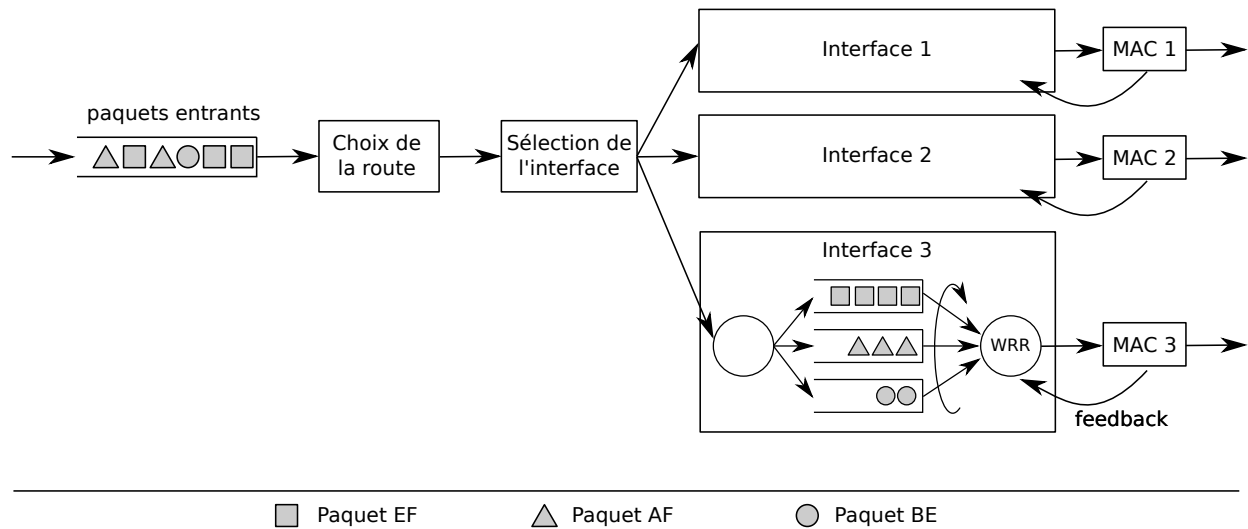 Interface 1
MAC 1
paquets entrants
Choix de
la route
Sélection de
l'interface
Interface 2
MAC 2
Interface 3
WRR
MAC 3
feedback
Paquet EF
Paquet AF
Paquet BE